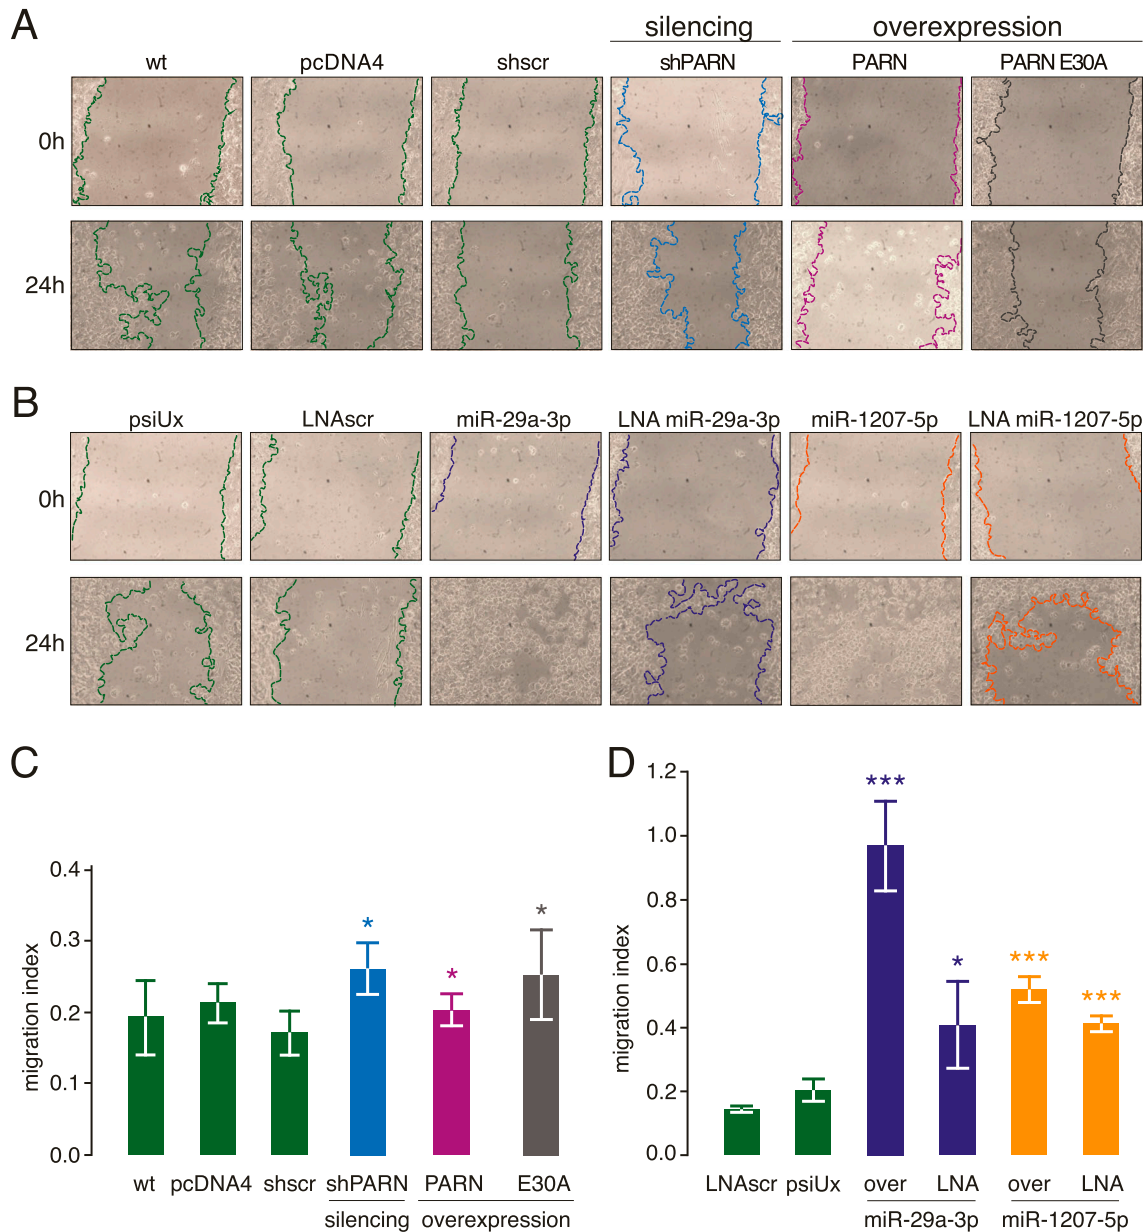 A
silencing overexpression
wt pcDNA4 shscr shPARN PARN PARN E30A
0h
24h
B
psiUx LNAscr miR-29a-3p LNA miR-29a-3p miR-1207-5p LNA miR-1207-5p
0h
24h
C
migration index
0.4
0.3
0.2
0.1
0.0
* * *
wt pcDNA4 shscr shPARN PARN E30A
silencing overexpression
D
migration index
1.2
1.0
0.8
0.6
0.4
0.2
0.0
*** * *** ***
LNAscr psiUx over LNA over LNA
miR-29a-3p miR-1207-5p